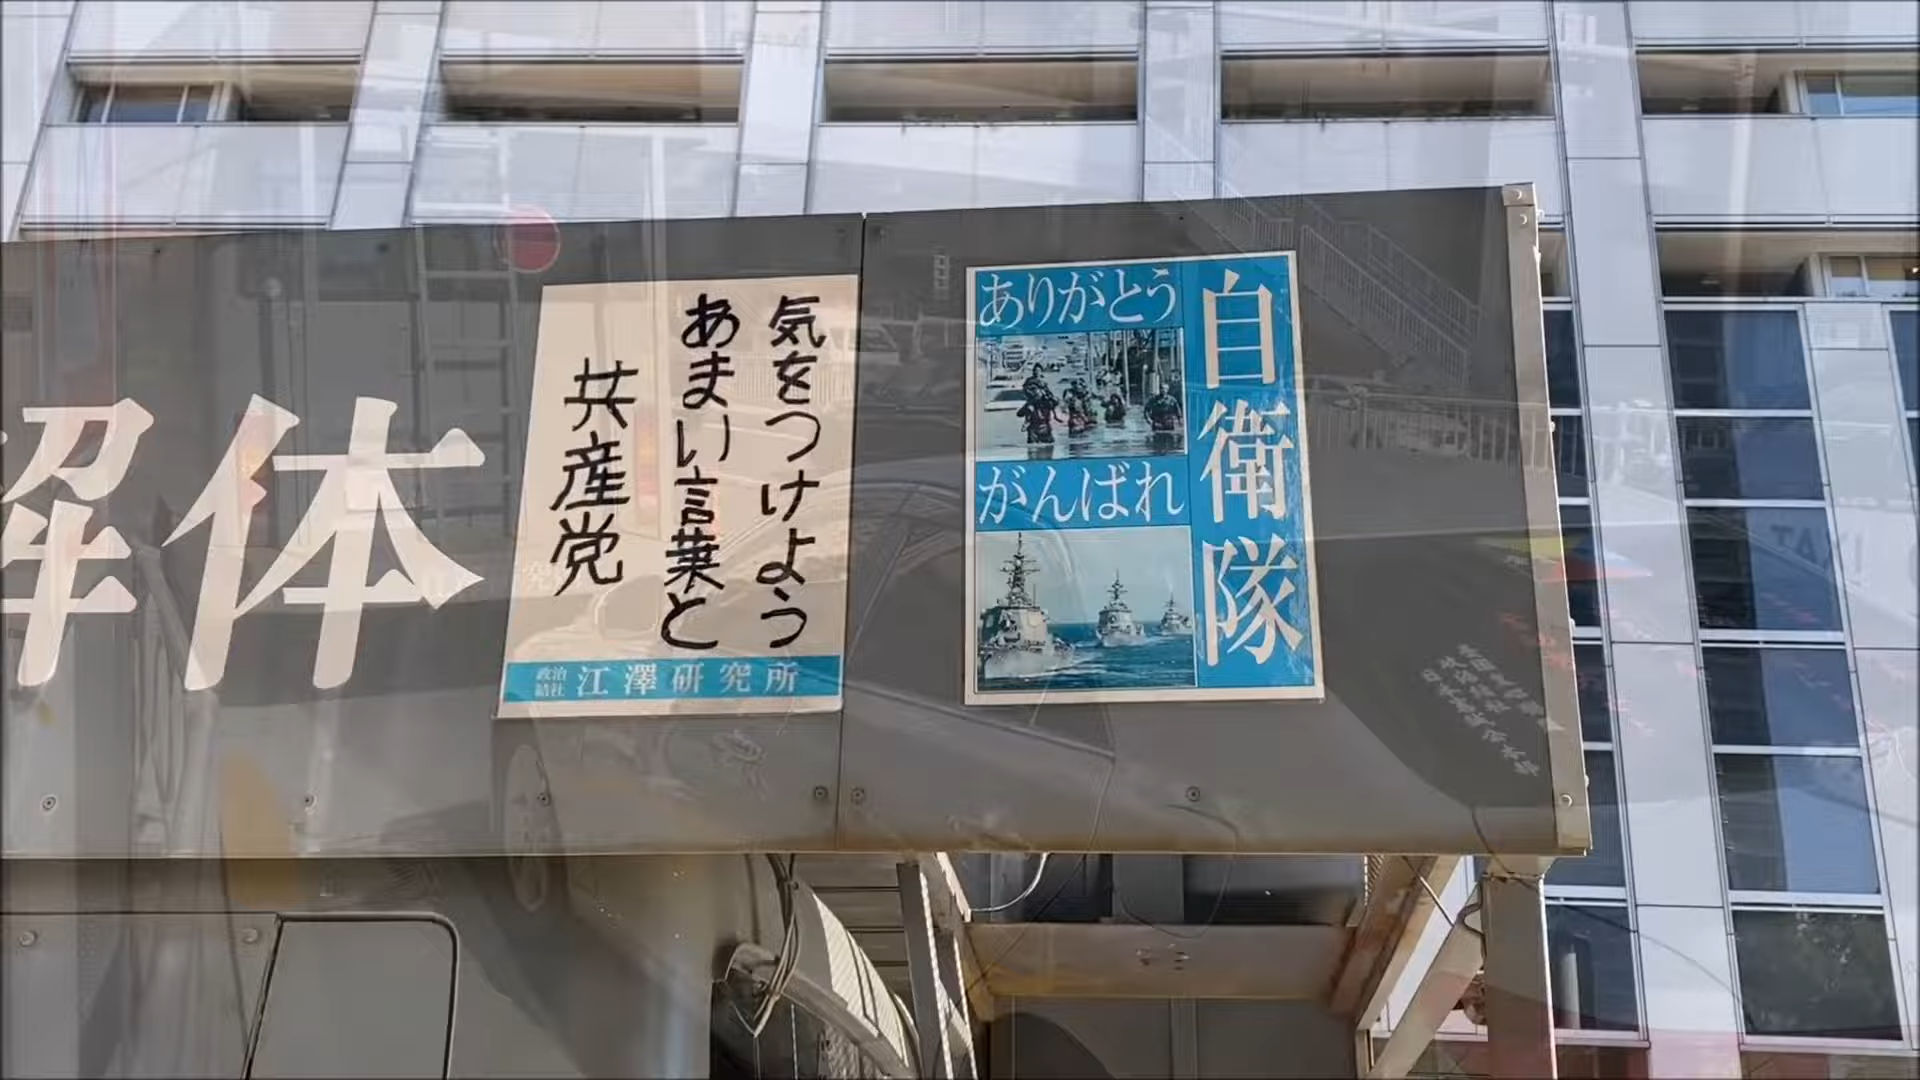 解体
気をつけよう
あまい言葉と
共産党
政治
結社
江澤研究所
自衛隊
ありがとう
がんばれ